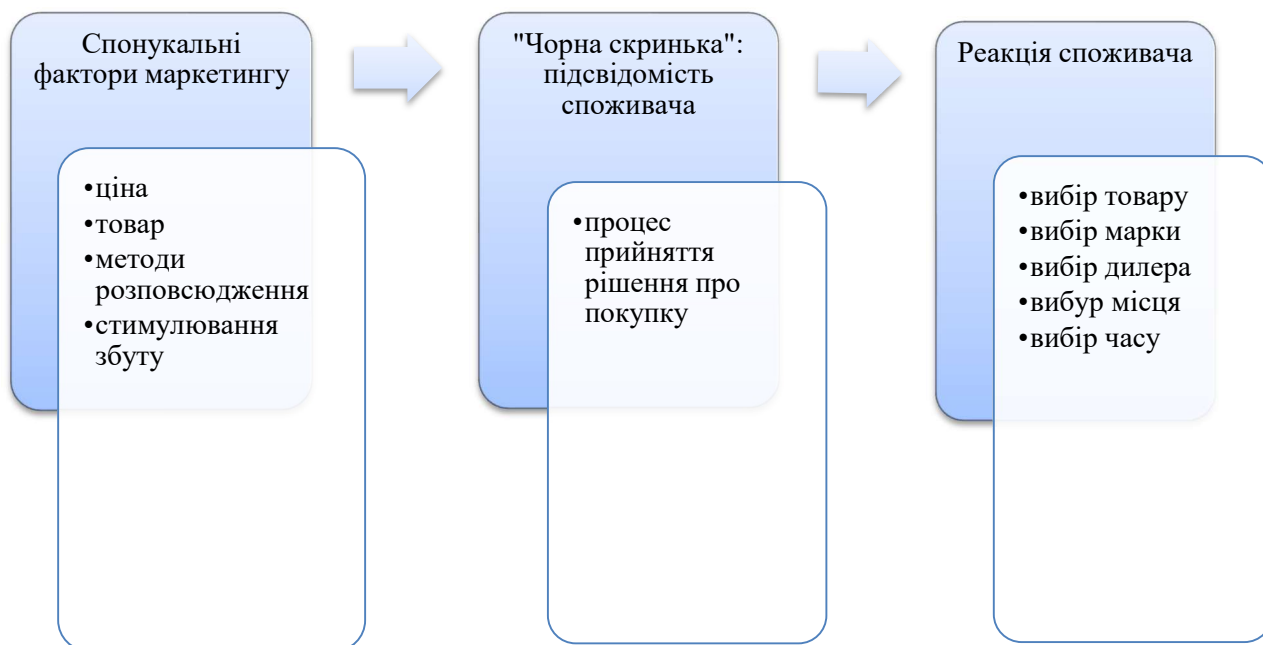 Спонукальні
фактори маркетингу
•ціна
•товар
•методи
розповсюдження
•стимулювання
збуту
"Чорна скринька":
підсвідомість
споживача
•процес
прийняття
рішення про
покупку
Реакція споживача
•вибір товару
•вибір марки
•вибір дилера
•вибур місця
•вибір часу